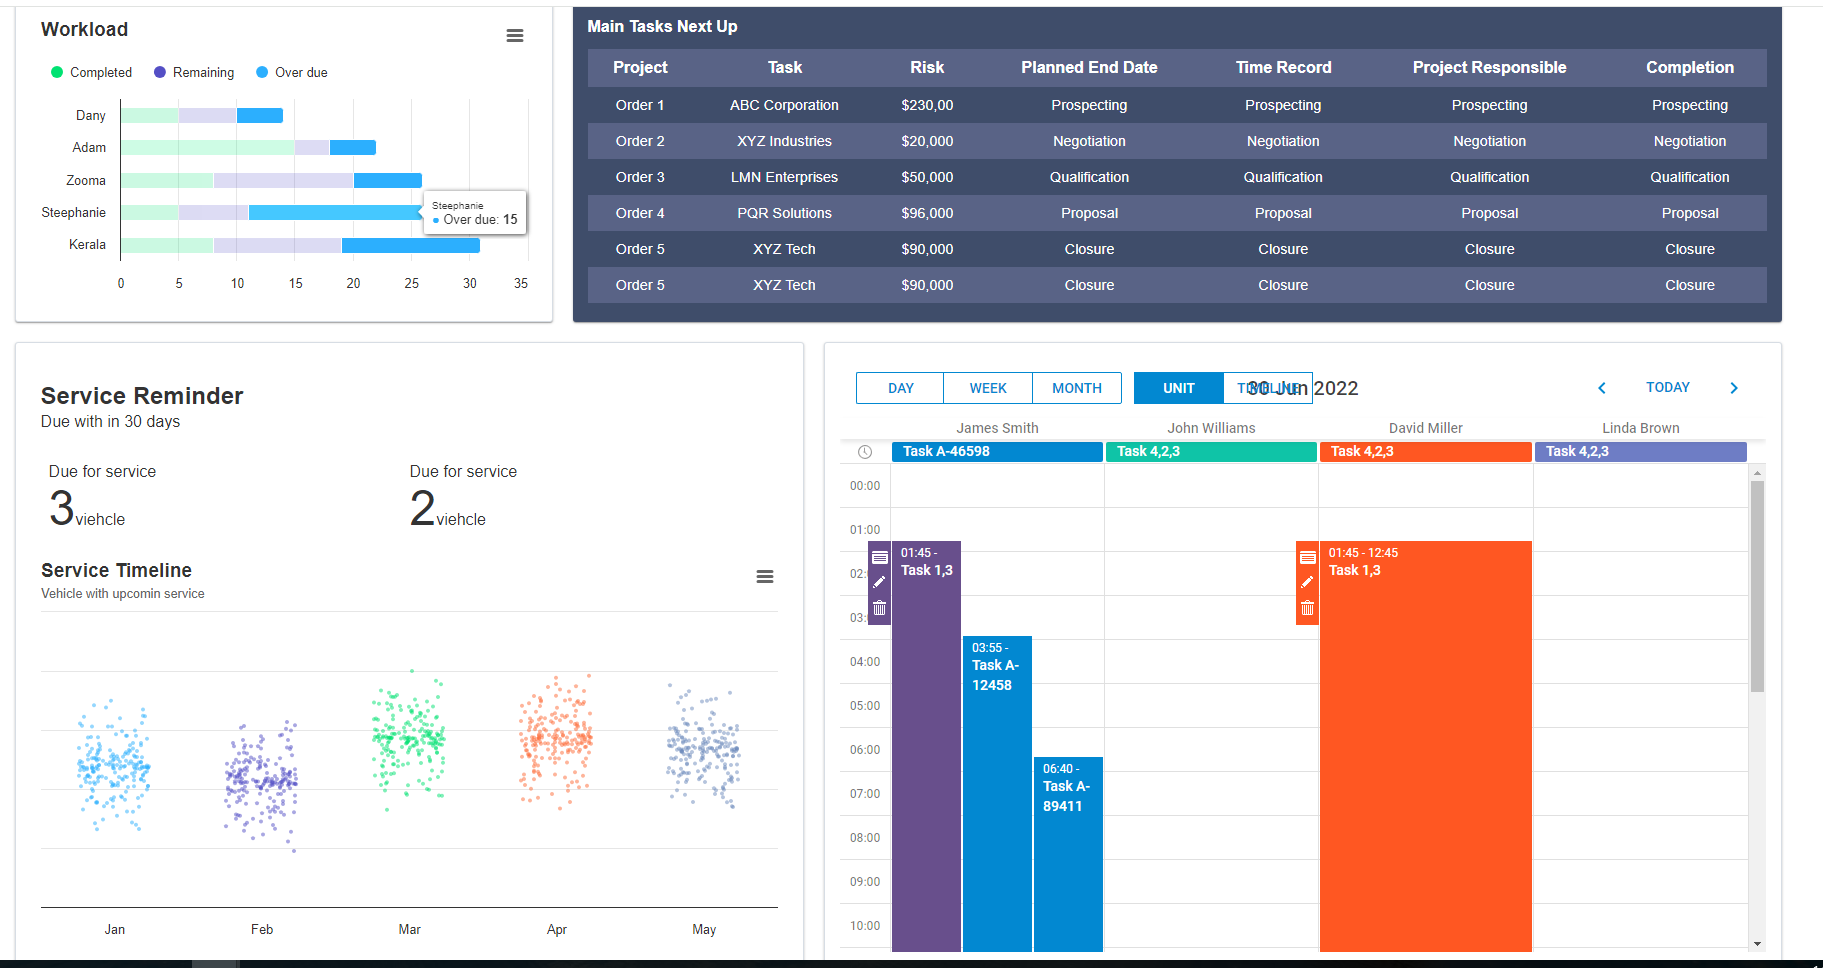 Workload
Completed Remaining Over due
Dany
Adam
Zooma
Steephanie
Kerala
Steephanie
Over due: 15
0 5 10 15 20 25 30 35
Main Tasks Next Up
Project Task Risk Planned End Date Time Record Project Responsible Completion
Order 1 ABC Corporation $230,00 Prospecting Prospecting Prospecting Prospecting
Order 2 XYZ Industries $20,000 Negotiation Negotiation Negotiation Negotiation
Order 3 LMN Enterprises $50,000 Qualification Qualification Qualification Qualification
Order 4 PQR Solutions $96,000 Proposal Proposal Proposal Proposal
Order 5 XYZ Tech $90,000 Closure Closure Closure Closure
Order 5 XYZ Tech $90,000 Closure Closure Closure Closure
Service Reminder
Due with in 30 days
Due for service
3viehcle
Due for service
2viehcle
Service Timeline
Vehicle with upcomin service
Jan Feb Mar Apr May
DAY WEEK MONTH UNIT TIMELINE 30 Jun 2022 TODAY
James Smith John Williams David Miller Linda Brown
Task A-46598 Task 4,2,3 Task 4,2,3 Task 4,2,3
00:00
01:00
02:
03:
04:00
05:00
06:00
07:00
08:00
09:00
10:00
01:45 -
Task 1,3
03:55 -
Task A-
12458
06:40 -
Task A-
89411
01:45 - 12:45
Task 1,3